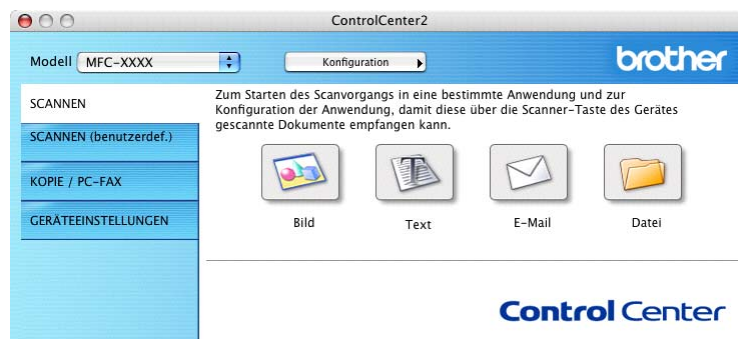 ControlCenter2
Modell MFC-XXXX Konfiguration brother
SCANNEN
SCANNEN (benutzerdef.)
KOPIE / PC-FAX
GERÄTEEINSTELLUNGEN
Zum Starten des Scanvorgangs in eine bestimmte Anwendung und zur
Konfiguration der Anwendung, damit diese über die Scanner-Taste des Gerätes
gescannte Dokumente empfangen kann.
Bild Text E-Mail Datei
Control Center